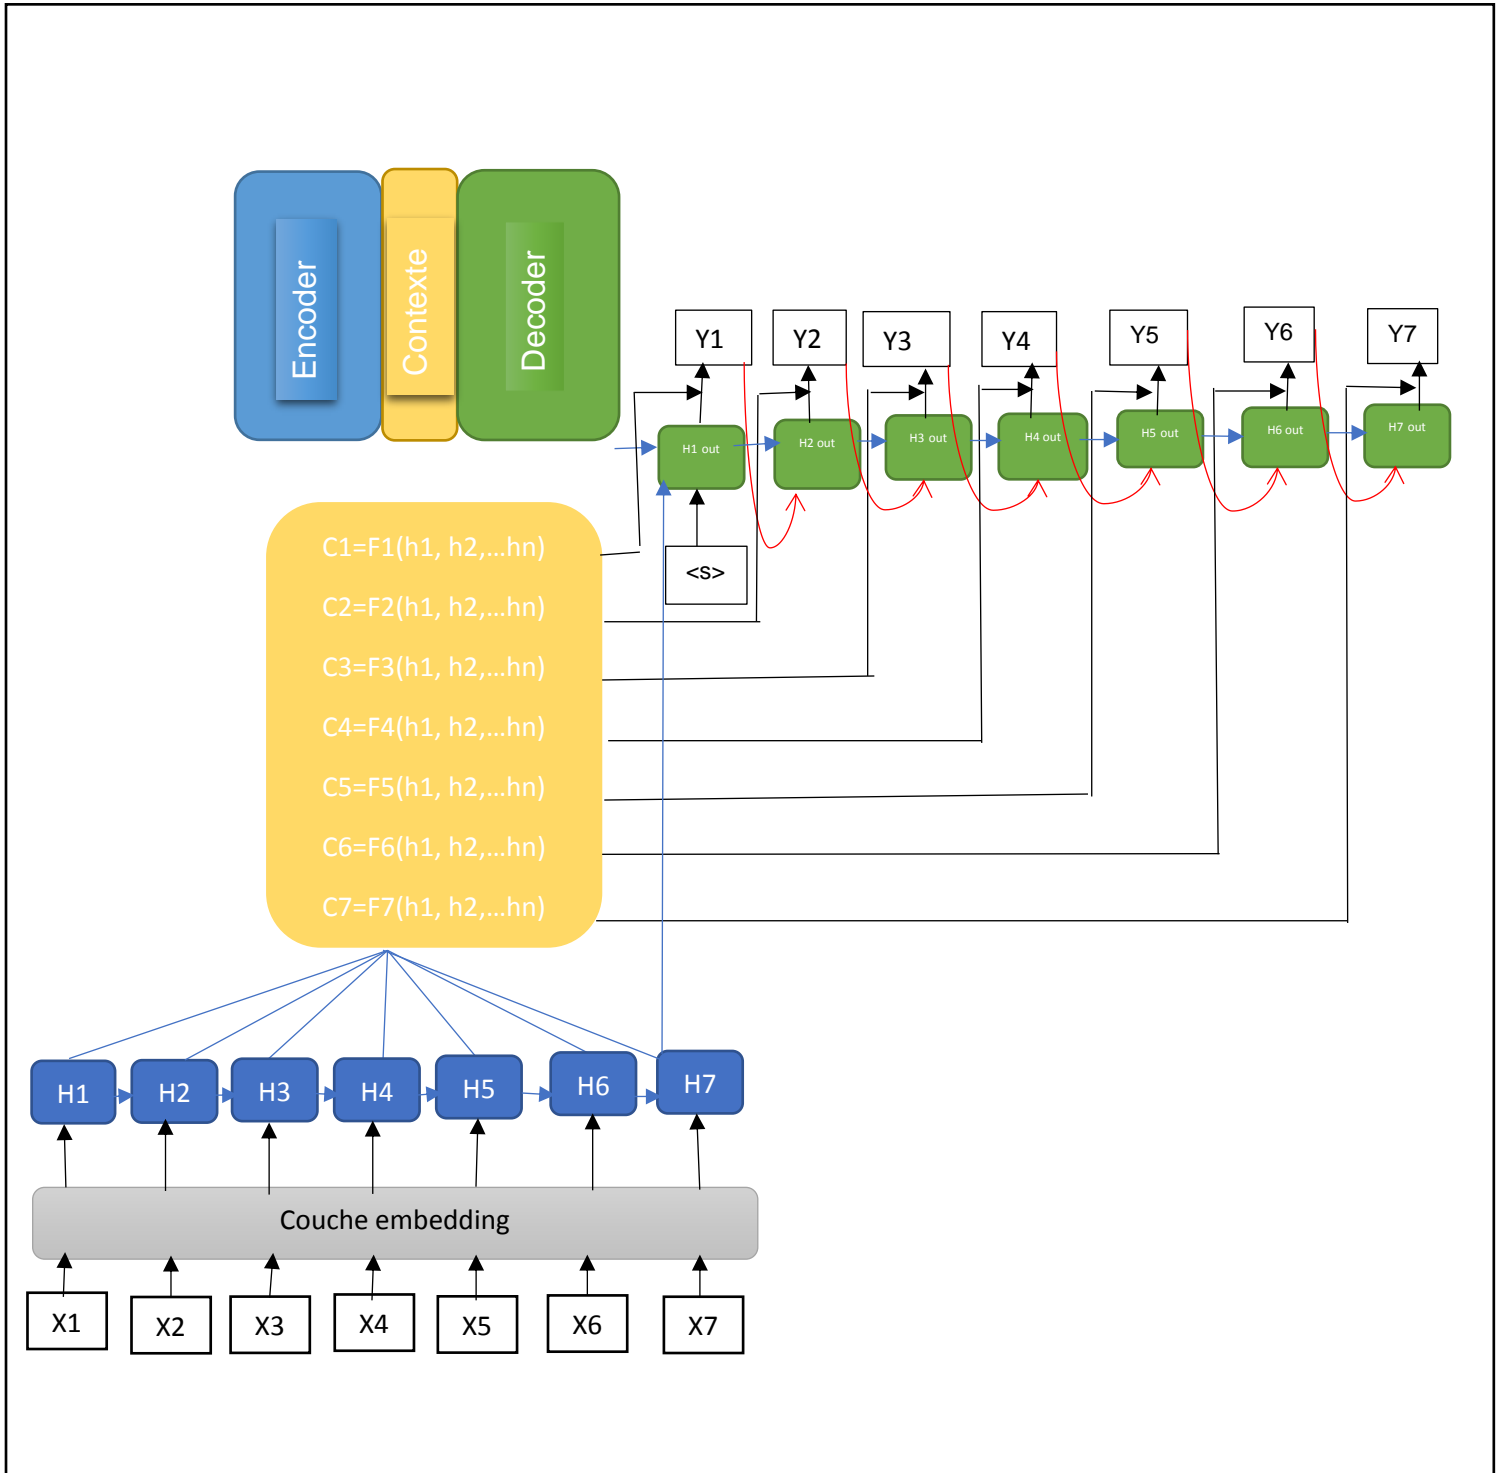 Encoder
Contexte
Decoder
Y1
Y2
Y3
Y4
Y5
Y6
Y7
H1 out
H2 out
H3 out
H4 out
H5 out
H6 out
H7 out
<s>
C1=F1(h1, h2,...hn)
C2=F2(h1, h2,...hn)
C3=F3(h1, h2,...hn)
C4=F4(h1, h2,...hn)
C5=F5(h1, h2,...hn)
C6=F6(h1, h2,...hn)
C7=F7(h1, h2,...hn)
H1
H2
H3
H4
H5
H6
H7
Couche embedding
X1
X2
X3
X4
X5
X6
X7